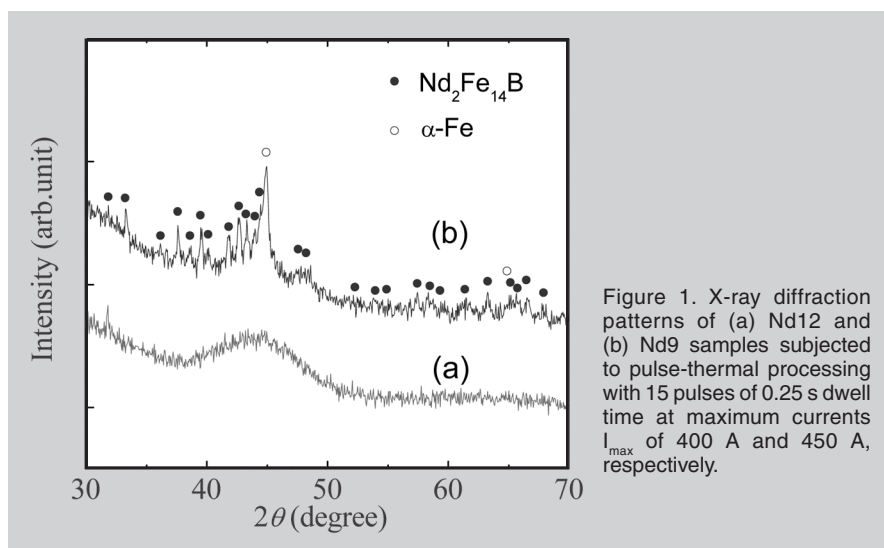 Nd₂Fe₁₄B
α-Fe
(b)
(a)
Intensity (arb.unit)
30 40 50 60 70
2θ (degree)
Figure 1. X-ray diffraction
patterns of (a) Nd12 and
(b) Nd9 samples subjected
to pulse-thermal processing
with 15 pulses of 0.25 s dwell
time at maximum currents
Iₘₐₓ of 400 A and 450 A,
respectively.